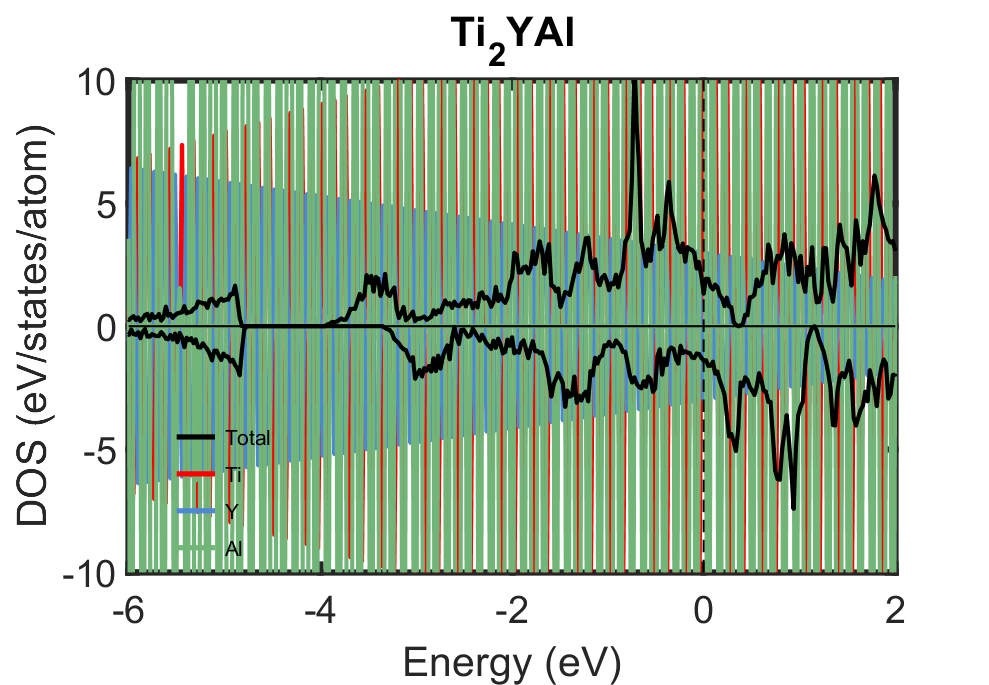 Ti2YAl
10
5
0
-5
-10
DOS (eV/states/atom)
Total
Ti
Y
Al
-6 -4 -2 0 2
Energy (eV)